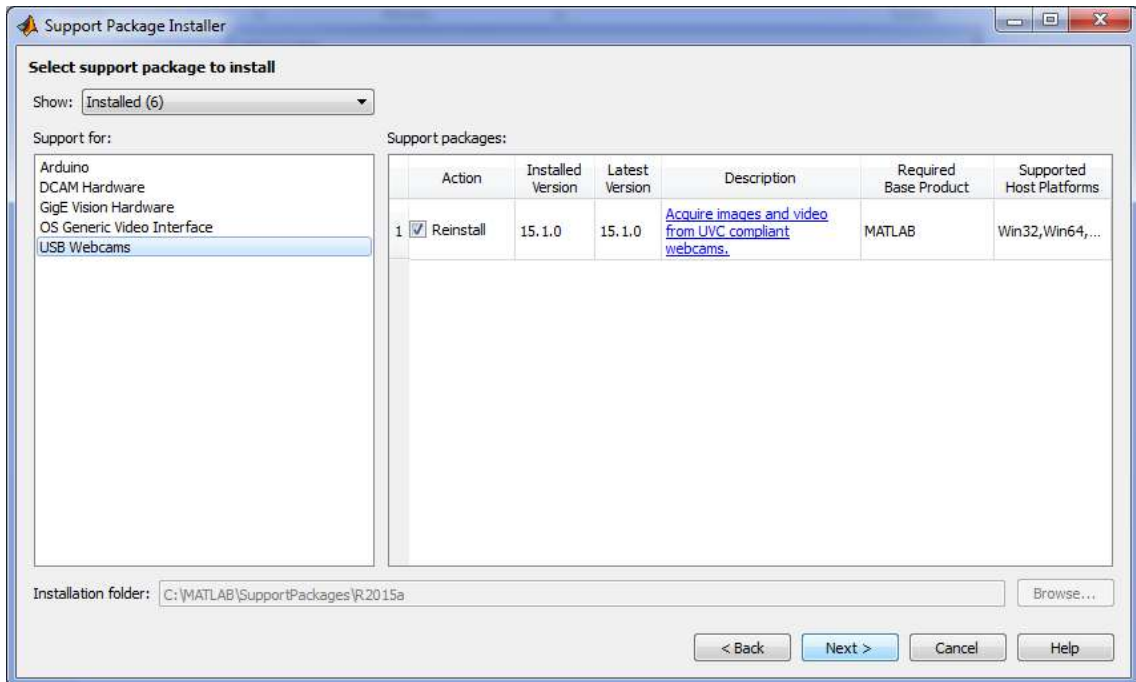 Support Package Installer
Select support package to install
Show: Installed (6)
Support for:
Arduino
DCAM Hardware
GigE Vision Hardware
OS Generic Video Interface
USB Webcams
Support packages:
Action
Installed
Version
Latest
Version
Description
Required
Base Product
Supported
Host Platforms
1 Reinstall
15.1.0
15.1.0
Acquire images and video
from UVC compliant
webcams.
MATLAB
Win32,Win64,...
Installation folder: C:\MATLAB\SupportPackages\R2015a
Browse...
< Back
Next >
Cancel
Help